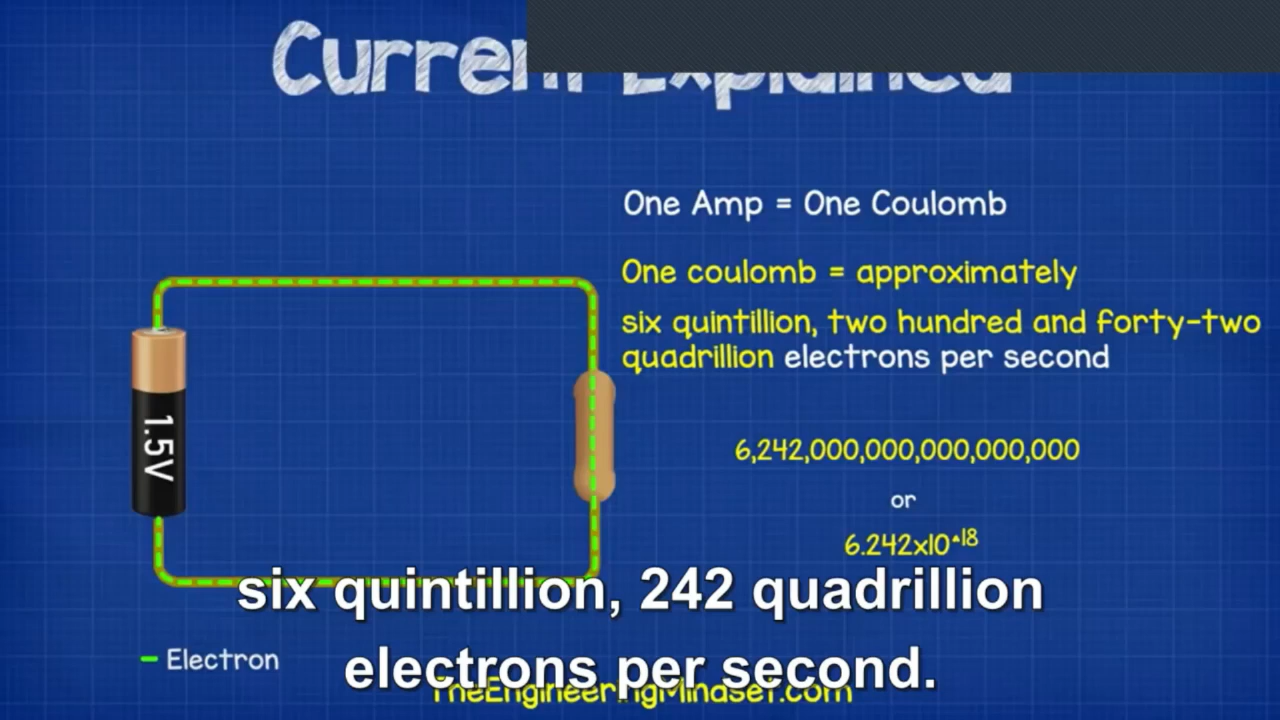 Current Explained
One Amp = One Coulomb
One coulomb = approximately
six quintillion, two hundred and forty-two
quadrillion electrons per second
1.5V
6,242,000,000,000,000,000
or
6.242x10^18
six quintillion, 242 quadrillion
electrons per second.
Electron
TheEngineeringMindset.com